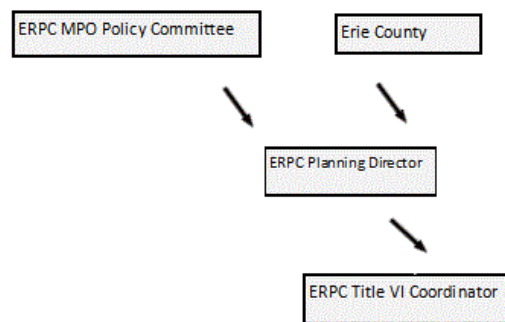 ERPC MPO Policy Committee
Erie County
ERPC Planning Director
ERPC Title VI Coordinator